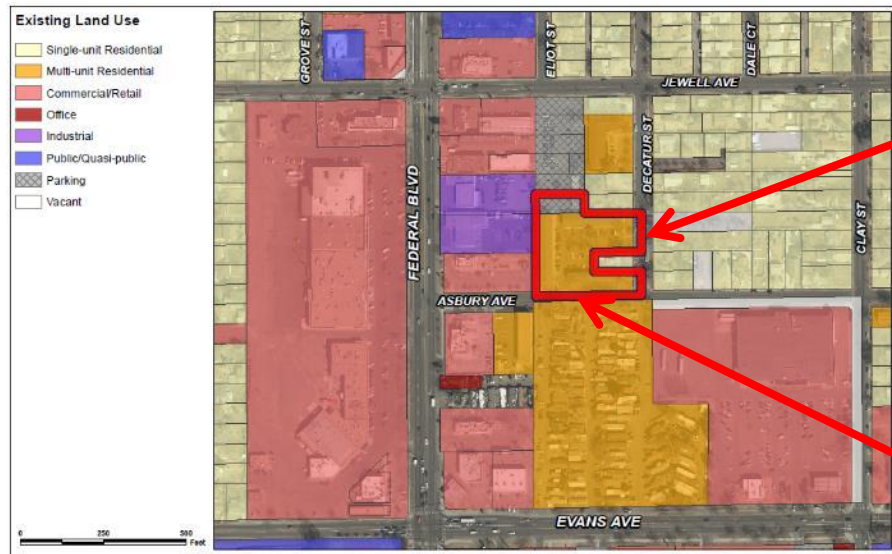 Existing Land Use
Single-unit Residential
Multi-unit Residential
Commercial/Retail
Office
Industrial
Public/Quasi-public
Parking
Vacant
0 250 500
Feet
GROVE ST
ELIOT ST
DALE CT
JEWELL AVE
DECATUR ST
FEDERAL BLVD
CLAY ST
ASBURY AVE
EVANS AVE